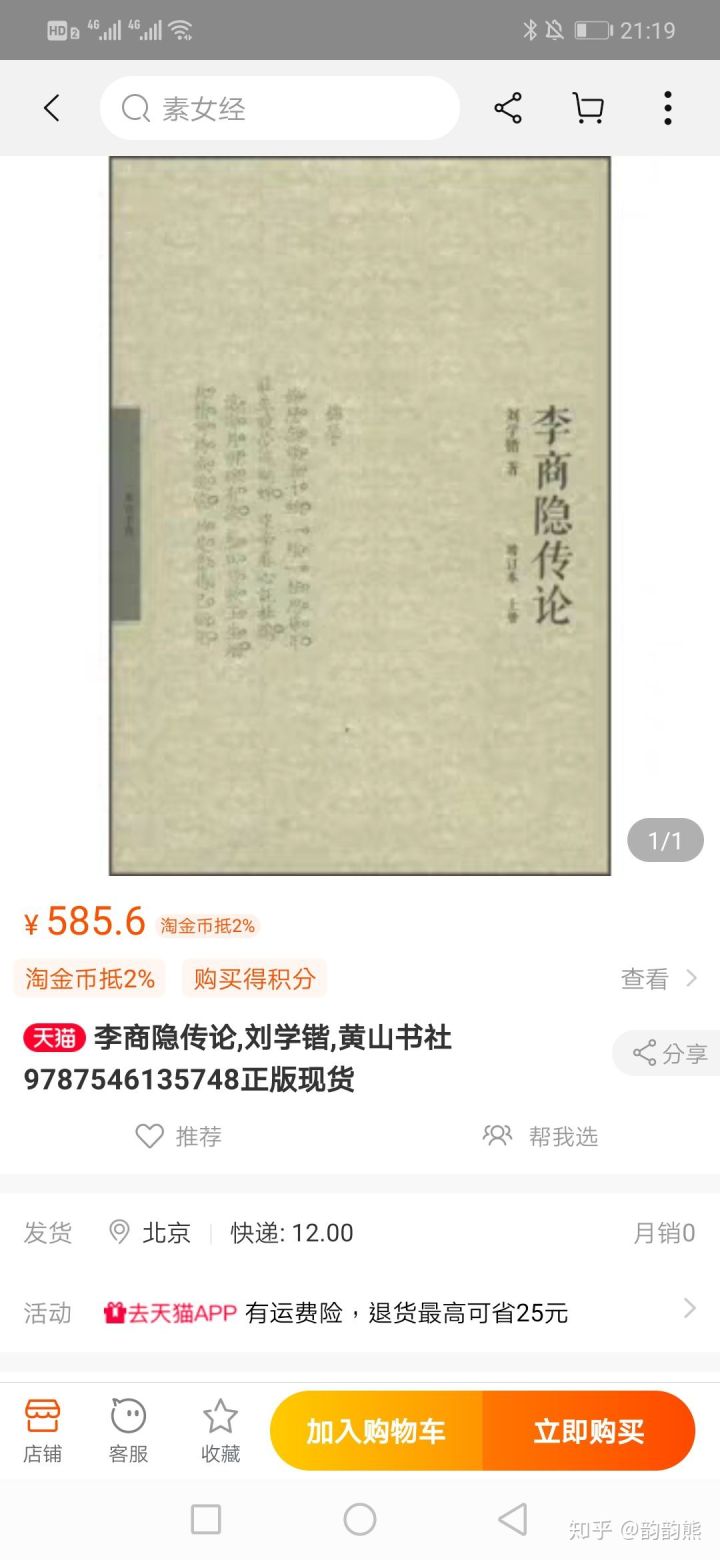 HD 2 4G 4G 21:19
素女经
李商隐传论
刘学锴 著 增订本 上册
1/1
¥ 585.6 淘金币抵2%
淘金币抵2% 购买得积分 查看
天猫 李商隐传论,刘学锴,黄山书社
9787546135748正版现货
分享
推荐 帮我选
发货 北京 快递: 12.00 月销0
活动 去天猫APP 有运费险，退货最高可省25元
店铺 客服 收藏 加入购物车 立即购买
知乎 @韵韵熊